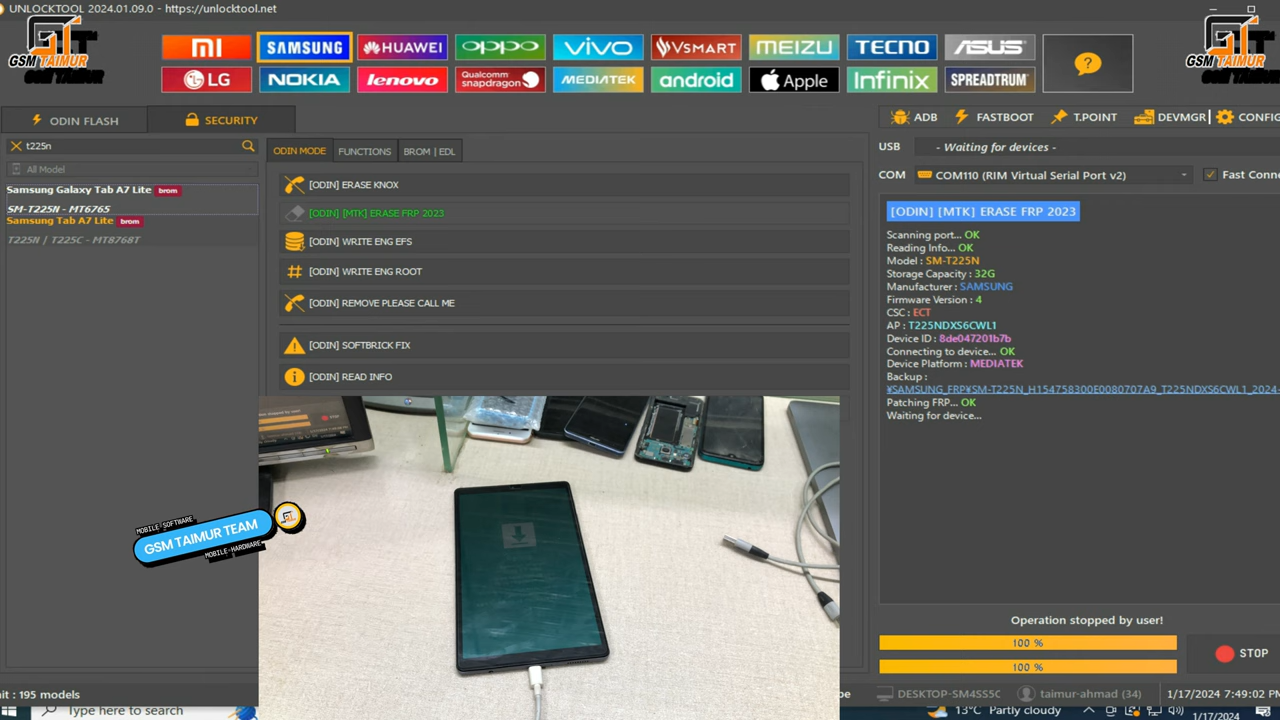 UNLOCKTOOL 2024.01.09.0 - https://unlocktool.net
GSM TAIMUR
GSM TAIMUR
GSM TAIMUR
mi
SAMSUNG
HUAWEI
oppo
vivo
VSMART
MEIZU
TECNO
ASUS
?
LG
NOKIA
lenovo
Qualcomm
snapdragon
MEDIATEK
android
Apple
Infinix
SPREADTRUM
ODIN FLASH
SECURITY
ADB
FASTBOOT
T.POINT
DEVMGR
CONFIG
t225n
All Model
Samsung Galaxy Tab A7 Lite brom
SM-T225N - MT6765
Samsung Tab A7 Lite brom
T225N / T225C - MT8768T
ODIN MODE
FUNCTIONS
BROM | EDL
[ODIN] ERASE KNOX
[ODIN] [MTK] ERASE FRP 2023
[ODIN] WRITE ENG EFS
[ODIN] WRITE ENG ROOT
[ODIN] REMOVE PLEASE CALL ME
[ODIN] SOFTBRICK FIX
[ODIN] READ INFO
USB
- Waiting for devices -
COM
COM110 (RIM Virtual Serial Port v2)
Fast Conne
[ODIN] [MTK] ERASE FRP 2023
Scanning port... OK
Reading Info... OK
Model : SM-T225N
Storage Capacity : 32G
Manufacturer : SAMSUNG
Firmware Version : 4
CSC : ECT
AP : T225NDXS6CWL1
Device ID : 8de047201b7b
Connecting to device... OK
Device Platform : MEDIATEK
Backup :
¥SAMSUNG_FRP¥SM-T225N_H154758300E0080707A9_T225NDXS6CWL1_2024-
Patching FRP... OK
Waiting for device...
MOBILE SOFTWARE
GSM TAIMUR TEAM
MOBILE-HARDWARE
Operation stopped by user!
100 %
100 %
STOP
it : 195 models
pe
DESKTOP-SM4SS5C
taimur-ahmad (34)
1/17/2024 7:49:02 P
Type here to search
13°C Partly cloudy
1/17/2024